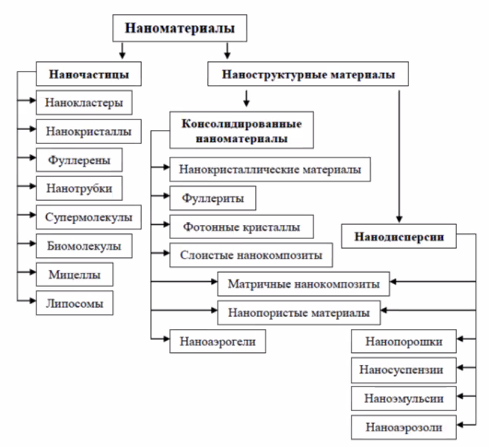 Наноматериалы
Наночастицы
Наноструктурные материалы
Нанокластеры
Нанокристаллы
Фуллерены
Нанотрубки
Супермолекулы
Биомолекулы
Мицеллы
Липосомы
Консолидированные
наноматериалы
Нанокристаллические материалы
Фуллериты
Фотонные кристаллы
Слоистые нанокомпозиты
Матричные нанокомпозиты
Нанопористые материалы
Наноаэрогели
Нанодисперсии
Нанопорошки
Наносуспензии
Наноэмульсии
Наноаэрозоли